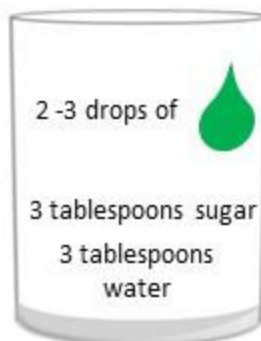 2 -3 drops of
3 tablespoons sugar
3 tablespoons
water